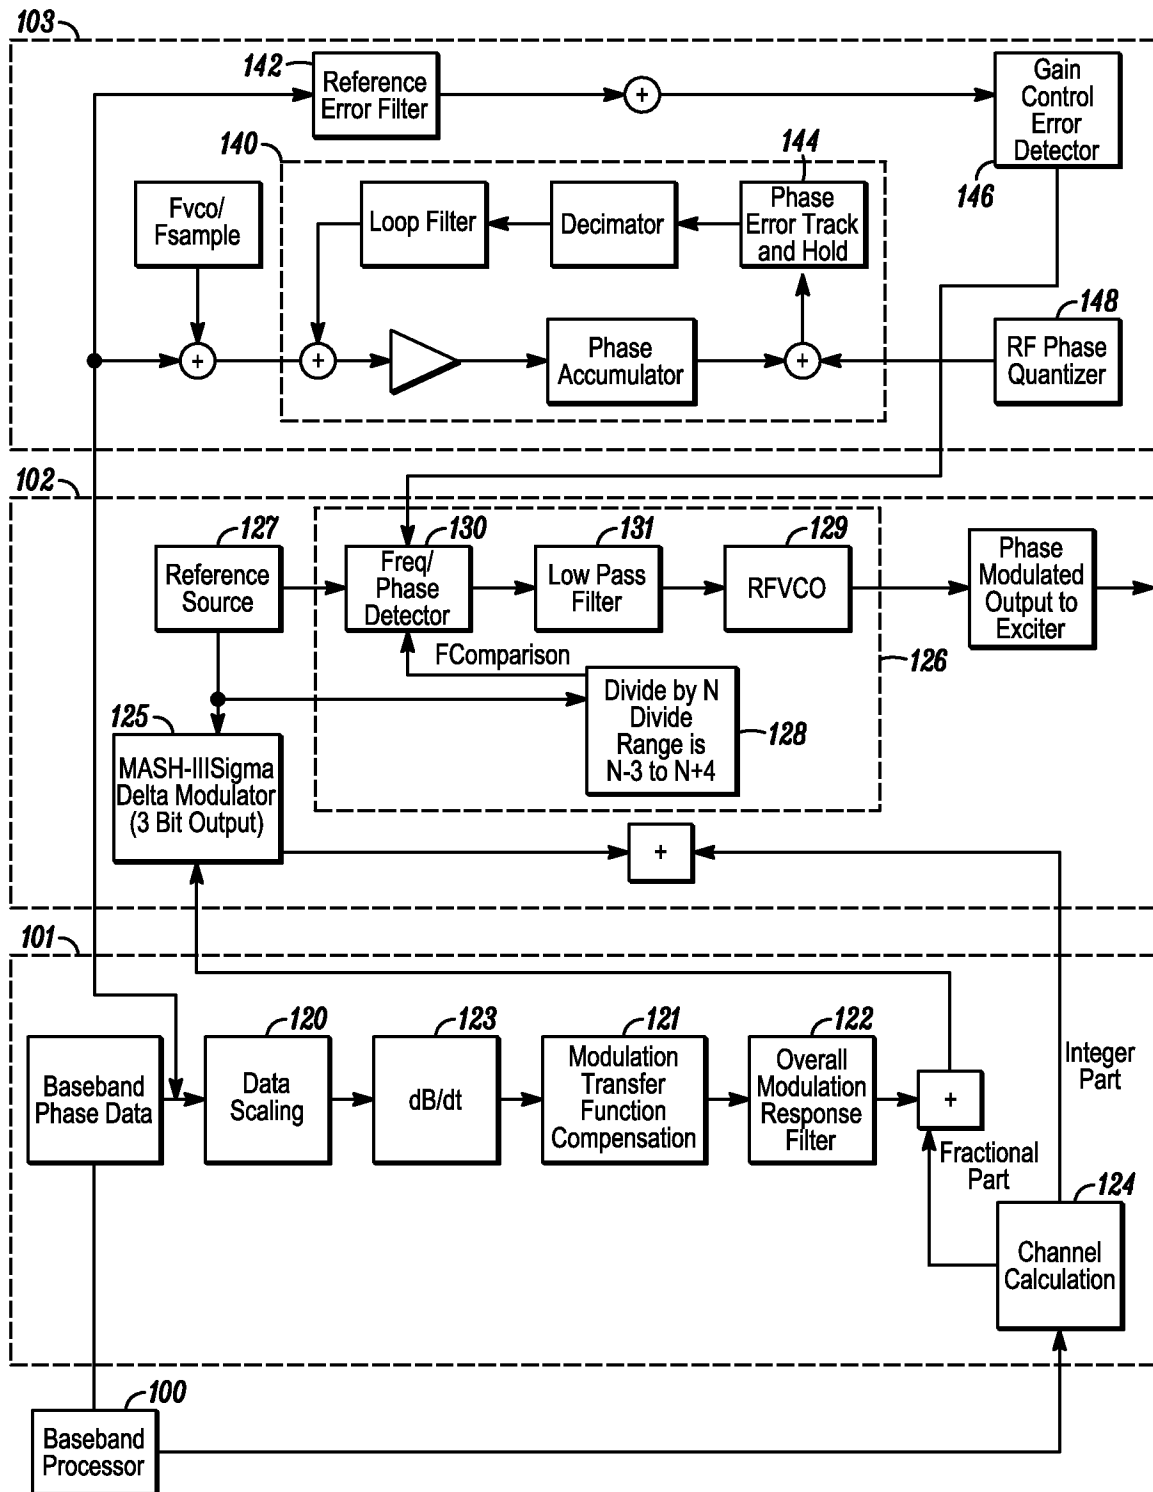 103
142
Reference
Error Filter
+
Gain
Control
Error
Detector
146
140
144
Fvco/
Fsample
Loop Filter
Decimator
Phase
Error Track
and Hold
148
+
+
Phase
Accumulator
+
RF Phase
Quantizer
102
127
130
131
129
Reference
Source
Freq/
Phase
Detector
Low Pass
Filter
RFVCO
Phase
Modulated
Output to
Exciter
FComparison
126
125
Divide by N
Divide
Range is
N-3 to N+4
128
MASH-IIISigma
Delta Modulator
(3 Bit Output)
+
101
120
123
121
122
Integer
Part
Baseband
Phase Data
Data
Scaling
dB/dt
Modulation
Transfer
Function
Compensation
Overall
Modulation
Response
Filter
+
Fractional
Part
124
Channel
Calculation
100
Baseband
Processor